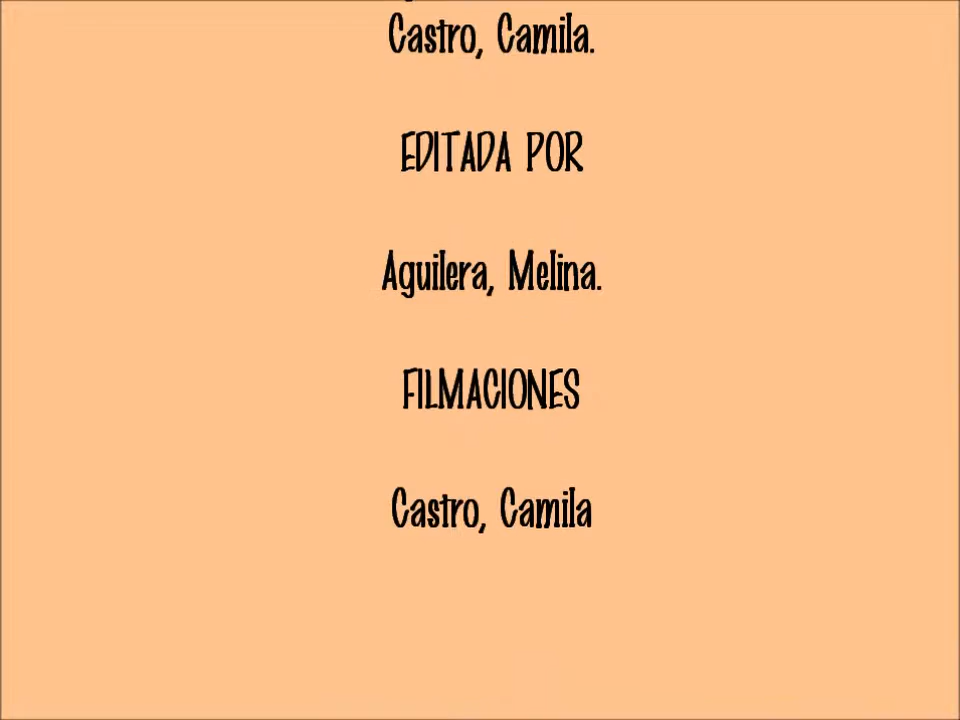 Castro, Camila.
EDITADA POR
Aguilera, Melina.
FILMACIONES
Castro, Camila